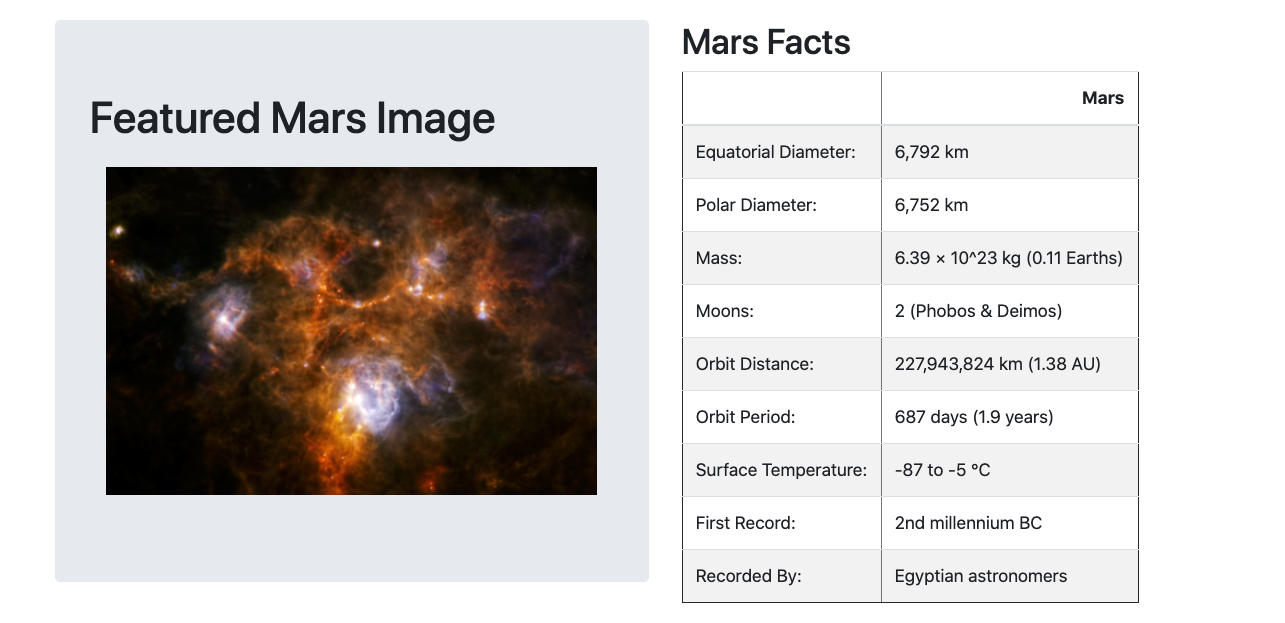 Featured Mars Image
Mars Facts
Mars
Equatorial Diameter: 6,792 km
Polar Diameter: 6,752 km
Mass: 6.39 × 10^23 kg (0.11 Earths)
Moons: 2 (Phobos & Deimos)
Orbit Distance: 227,943,824 km (1.38 AU)
Orbit Period: 687 days (1.9 years)
Surface Temperature: -87 to -5 °C
First Record: 2nd millennium BC
Recorded By: Egyptian astronomers